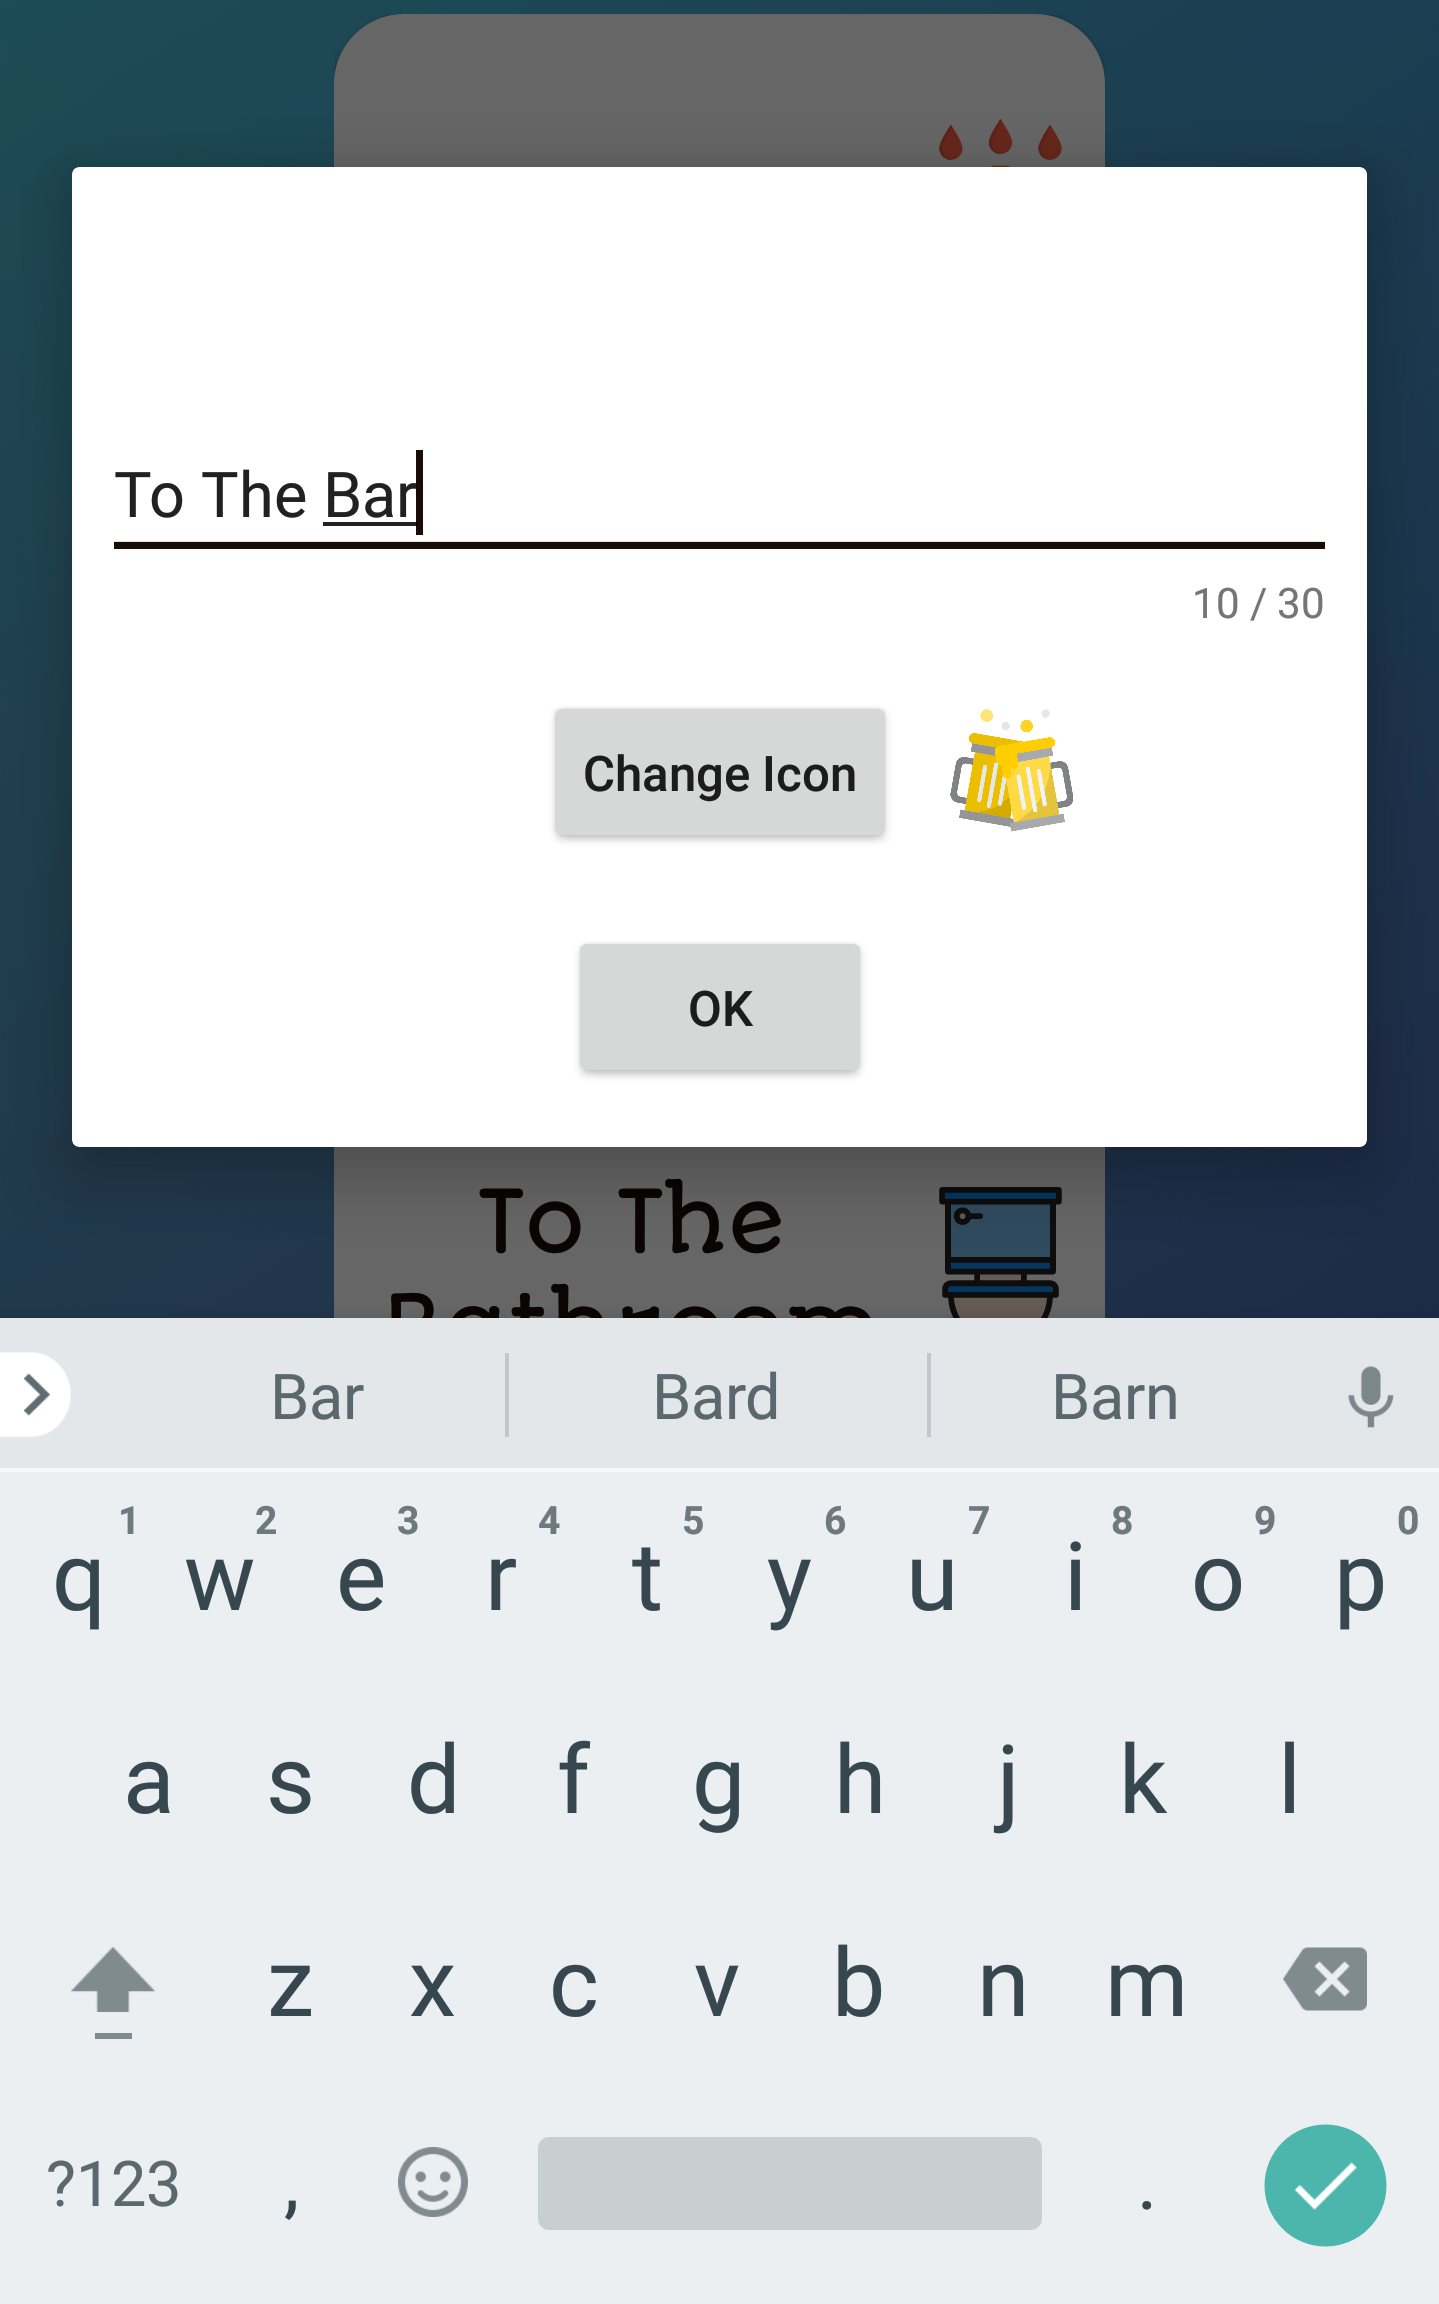 To The Bar
10 / 30
Change Icon
OK
To The
Bathroom
Bar Bard Barn
1 2 3 4 5 6 7 8 9 0
q w e r t y u i o p
a s d f g h j k l
z x c v b n m
?123 , .